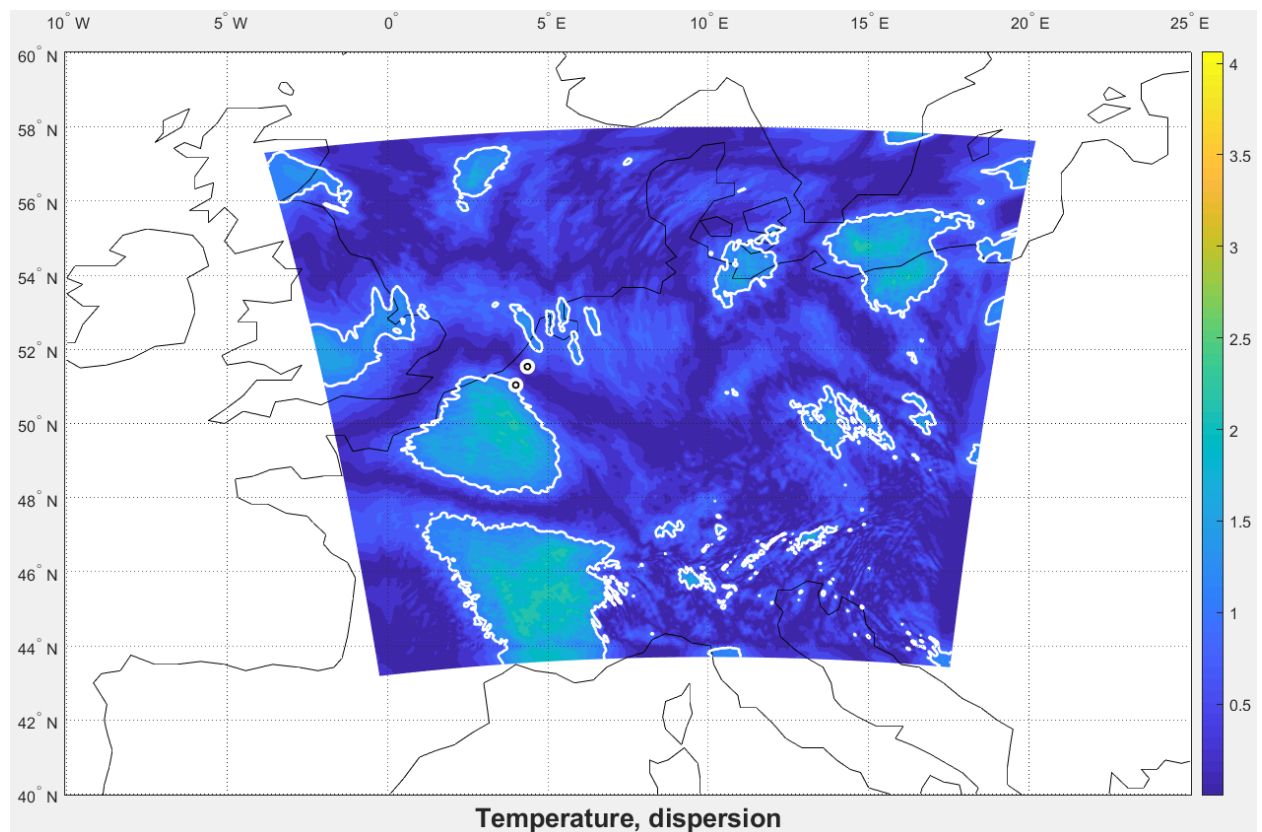 10° W 5° W 0° 5° E 10° E 15° E 20° E 25° E
60° N
58° N
56° N
54° N
52° N
50° N
48° N
46° N
44° N
42° N
40° N
4
3.5
3
2.5
2
1.5
1
0.5
Temperature, dispersion